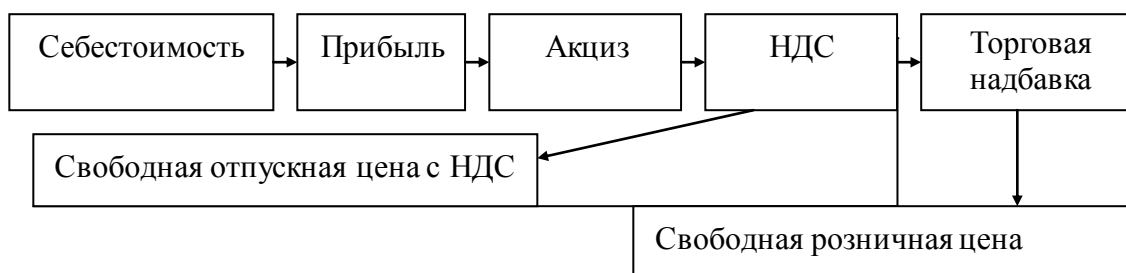 Себестоимость
Прибыль
Акциз
НДС
Торговая
надбавка
Свободная отпускная цена с НДС
Свободная розничная цена